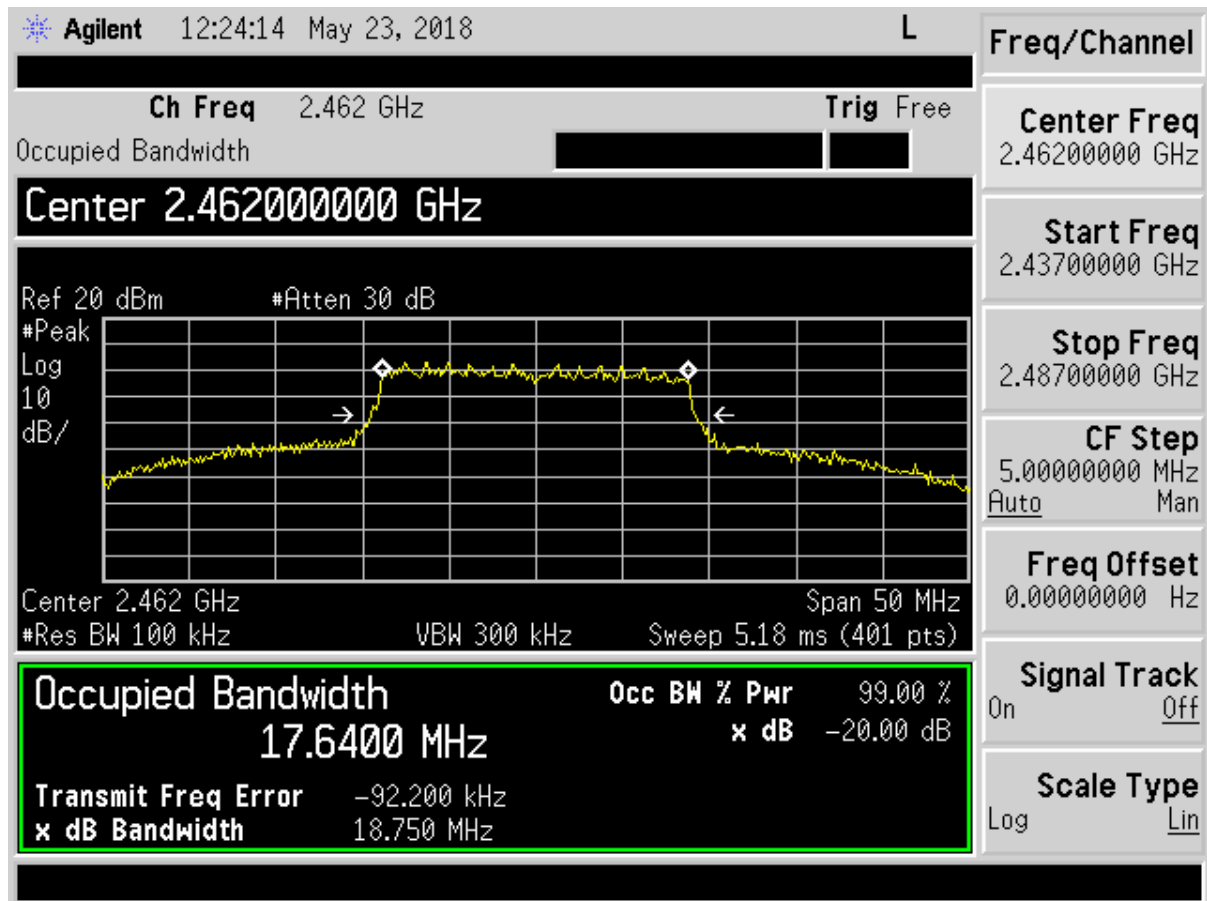 Agilent 12:24:14 May 23, 2018 L
Freq/Channel
Ch Freq 2.462 GHz Trig Free
Occupied Bandwidth
Center 2.462000000 GHz
Ref 20 dBm #Atten 30 dB
#Peak
Log
10
dB/
Center 2.462 GHz Span 50 MHz
#Res BW 100 kHz VBW 300 kHz Sweep 5.18 ms (401 pts)
Occupied Bandwidth
17.6400 MHz
Occ BW % Pwr 99.00 %
x dB -20.00 dB
Transmit Freq Error -92.200 kHz
x dB Bandwidth 18.750 MHz
Center Freq
2.46200000 GHz
Start Freq
2.43700000 GHz
Stop Freq
2.48700000 GHz
CF Step
5.00000000 MHz
Auto Man
Freq Offset
0.00000000 Hz
Signal Track
On Off
Scale Type
Log Lin